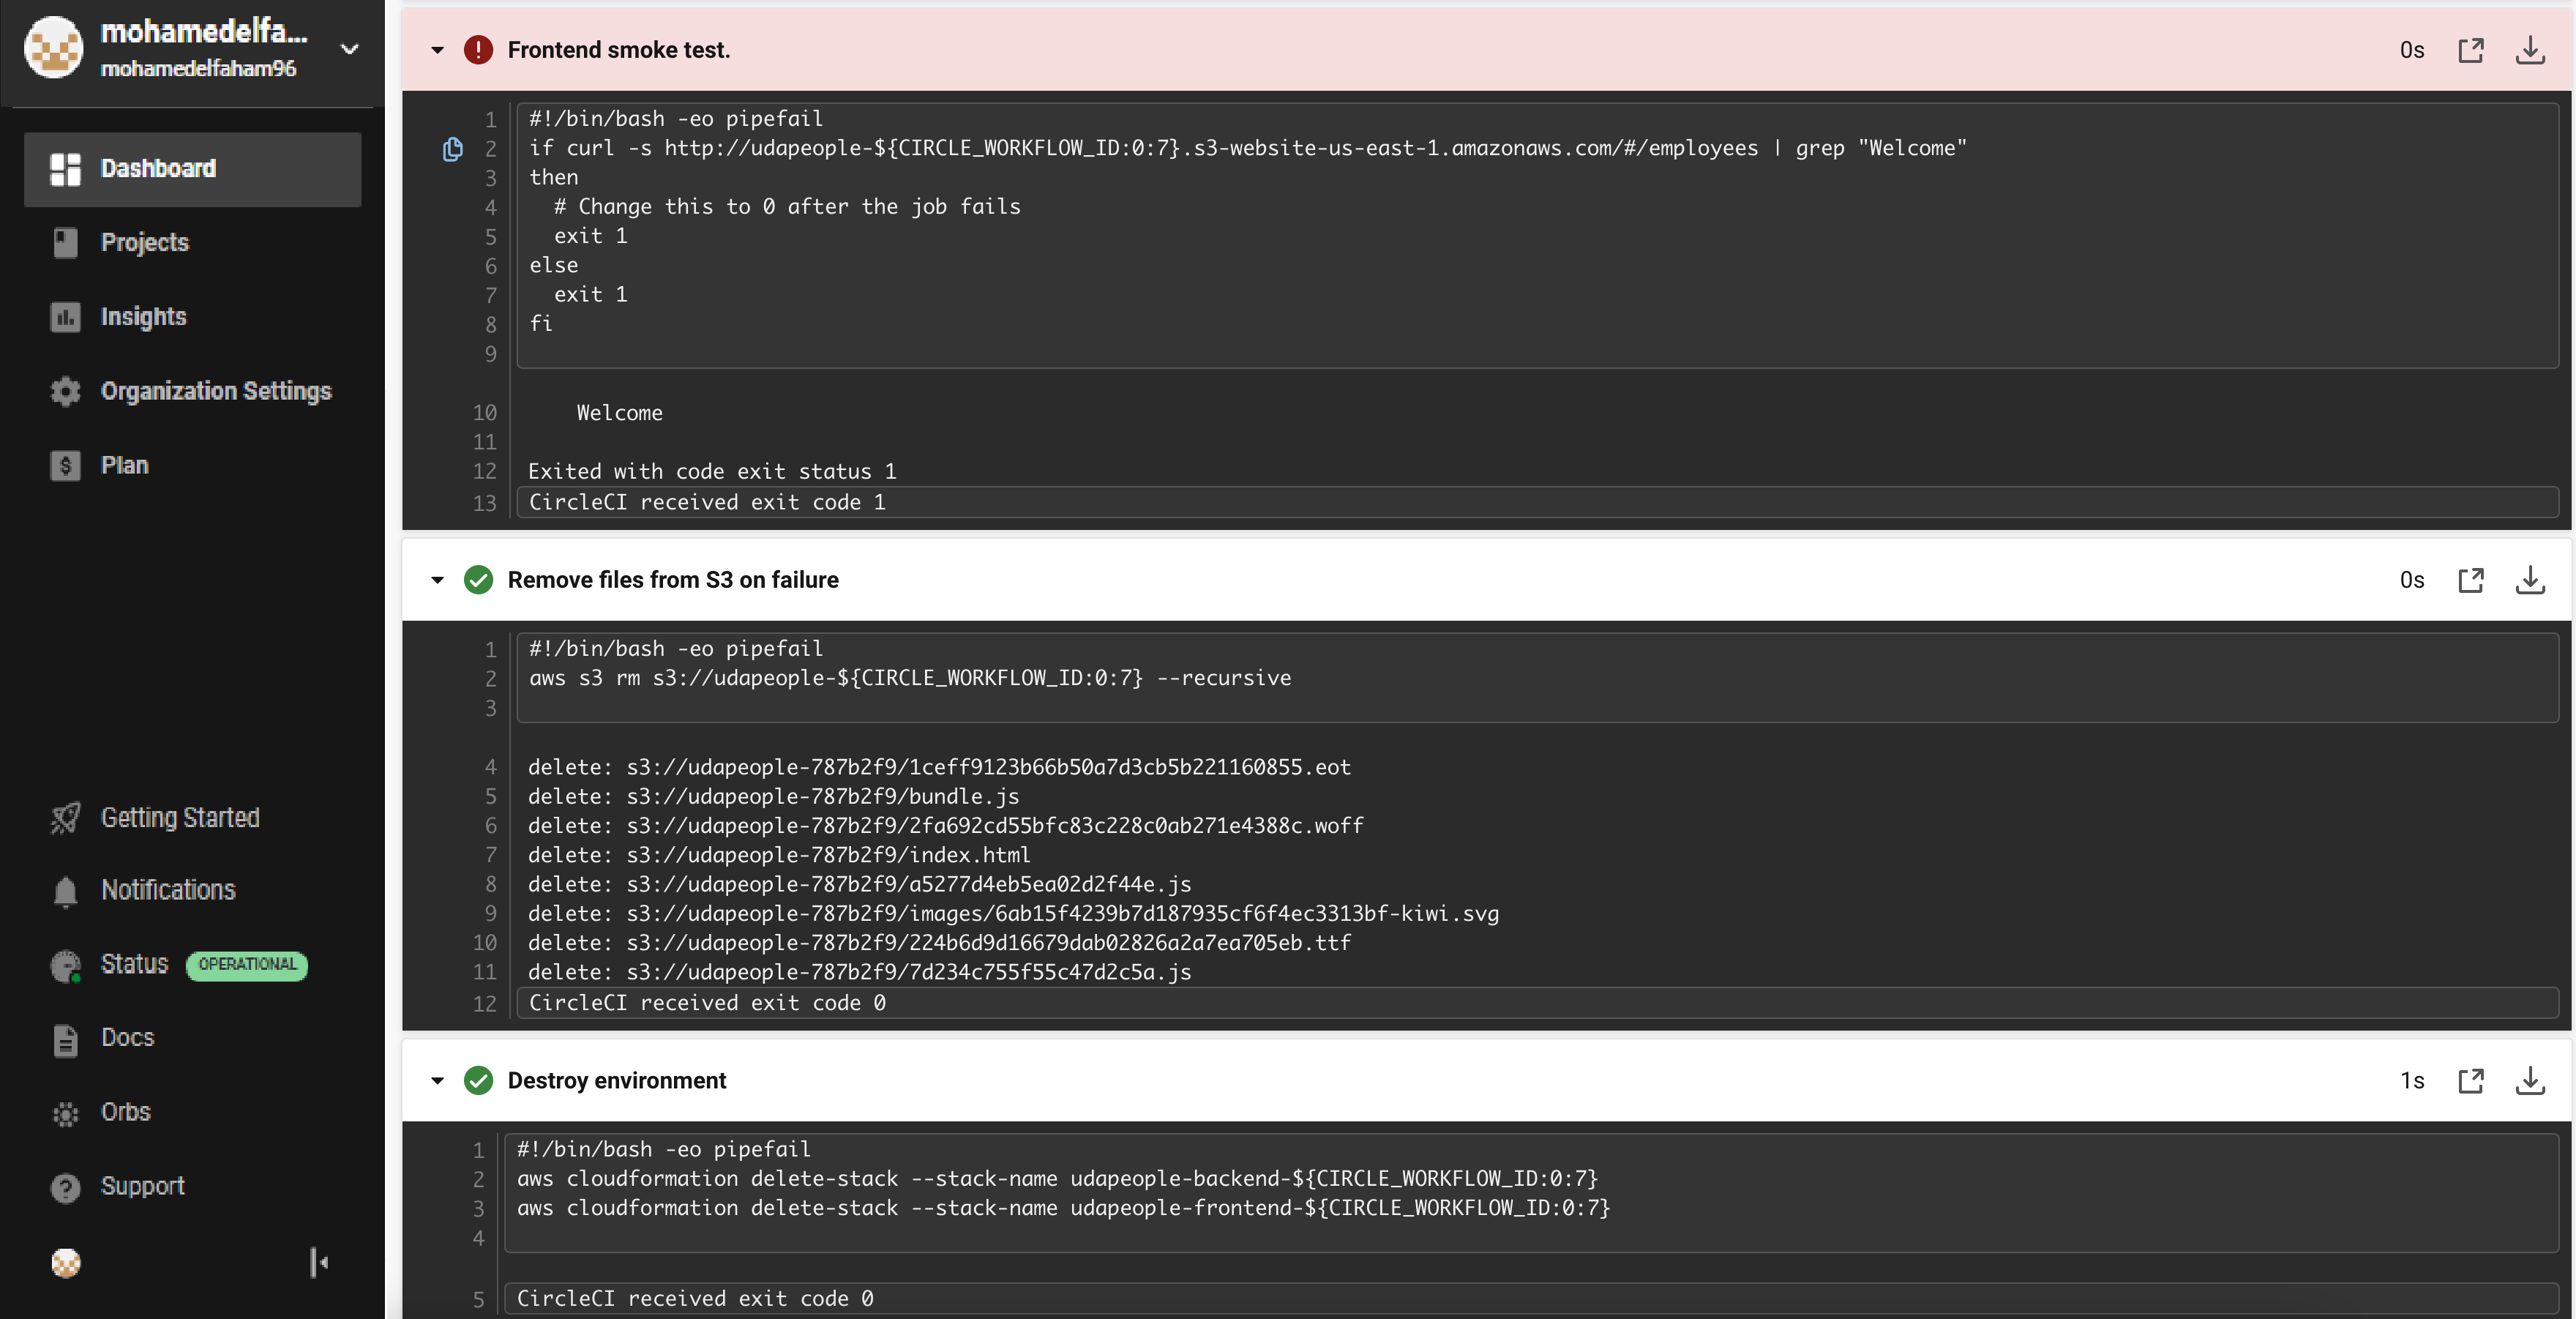 mohamedelfa...
mohamedelfaham96
Dashboard
Projects
Insights
Organization Settings
Plan
Getting Started
Notifications
Status OPERATIONAL
Docs
Orbs
Support
Frontend smoke test. 0s
1 #!/bin/bash -eo pipefail
2 if curl -s http://udapeople-${CIRCLE_WORKFLOW_ID:0:7}.s3-website-us-east-1.amazonaws.com/#/employees | grep "Welcome"
3 then
4 # Change this to 0 after the job fails
5 exit 1
6 else
7 exit 1
8 fi
9
10 Welcome
11
12 Exited with code exit status 1
13 CircleCI received exit code 1
Remove files from S3 on failure 0s
1 #!/bin/bash -eo pipefail
2 aws s3 rm s3://udapeople-${CIRCLE_WORKFLOW_ID:0:7} --recursive
3
4 delete: s3://udapeople-787b2f9/1ceff9123b66b50a7d3cb5b221160855.eot
5 delete: s3://udapeople-787b2f9/bundle.js
6 delete: s3://udapeople-787b2f9/2fa692cd55bfc83c228c0ab271e4388c.woff
7 delete: s3://udapeople-787b2f9/index.html
8 delete: s3://udapeople-787b2f9/a5277d4eb5ea02d2f44e.js
9 delete: s3://udapeople-787b2f9/images/6ab15f4239b7d187935cf6f4ec3313bf-kiwi.svg
10 delete: s3://udapeople-787b2f9/224b6d9d16679dab02826a2a7ea705eb.ttf
11 delete: s3://udapeople-787b2f9/7d234c755f55c47d2c5a.js
12 CircleCI received exit code 0
Destroy environment 1s
1 #!/bin/bash -eo pipefail
2 aws cloudformation delete-stack --stack-name udapeople-backend-${CIRCLE_WORKFLOW_ID:0:7}
3 aws cloudformation delete-stack --stack-name udapeople-frontend-${CIRCLE_WORKFLOW_ID:0:7}
4
5 CircleCI received exit code 0